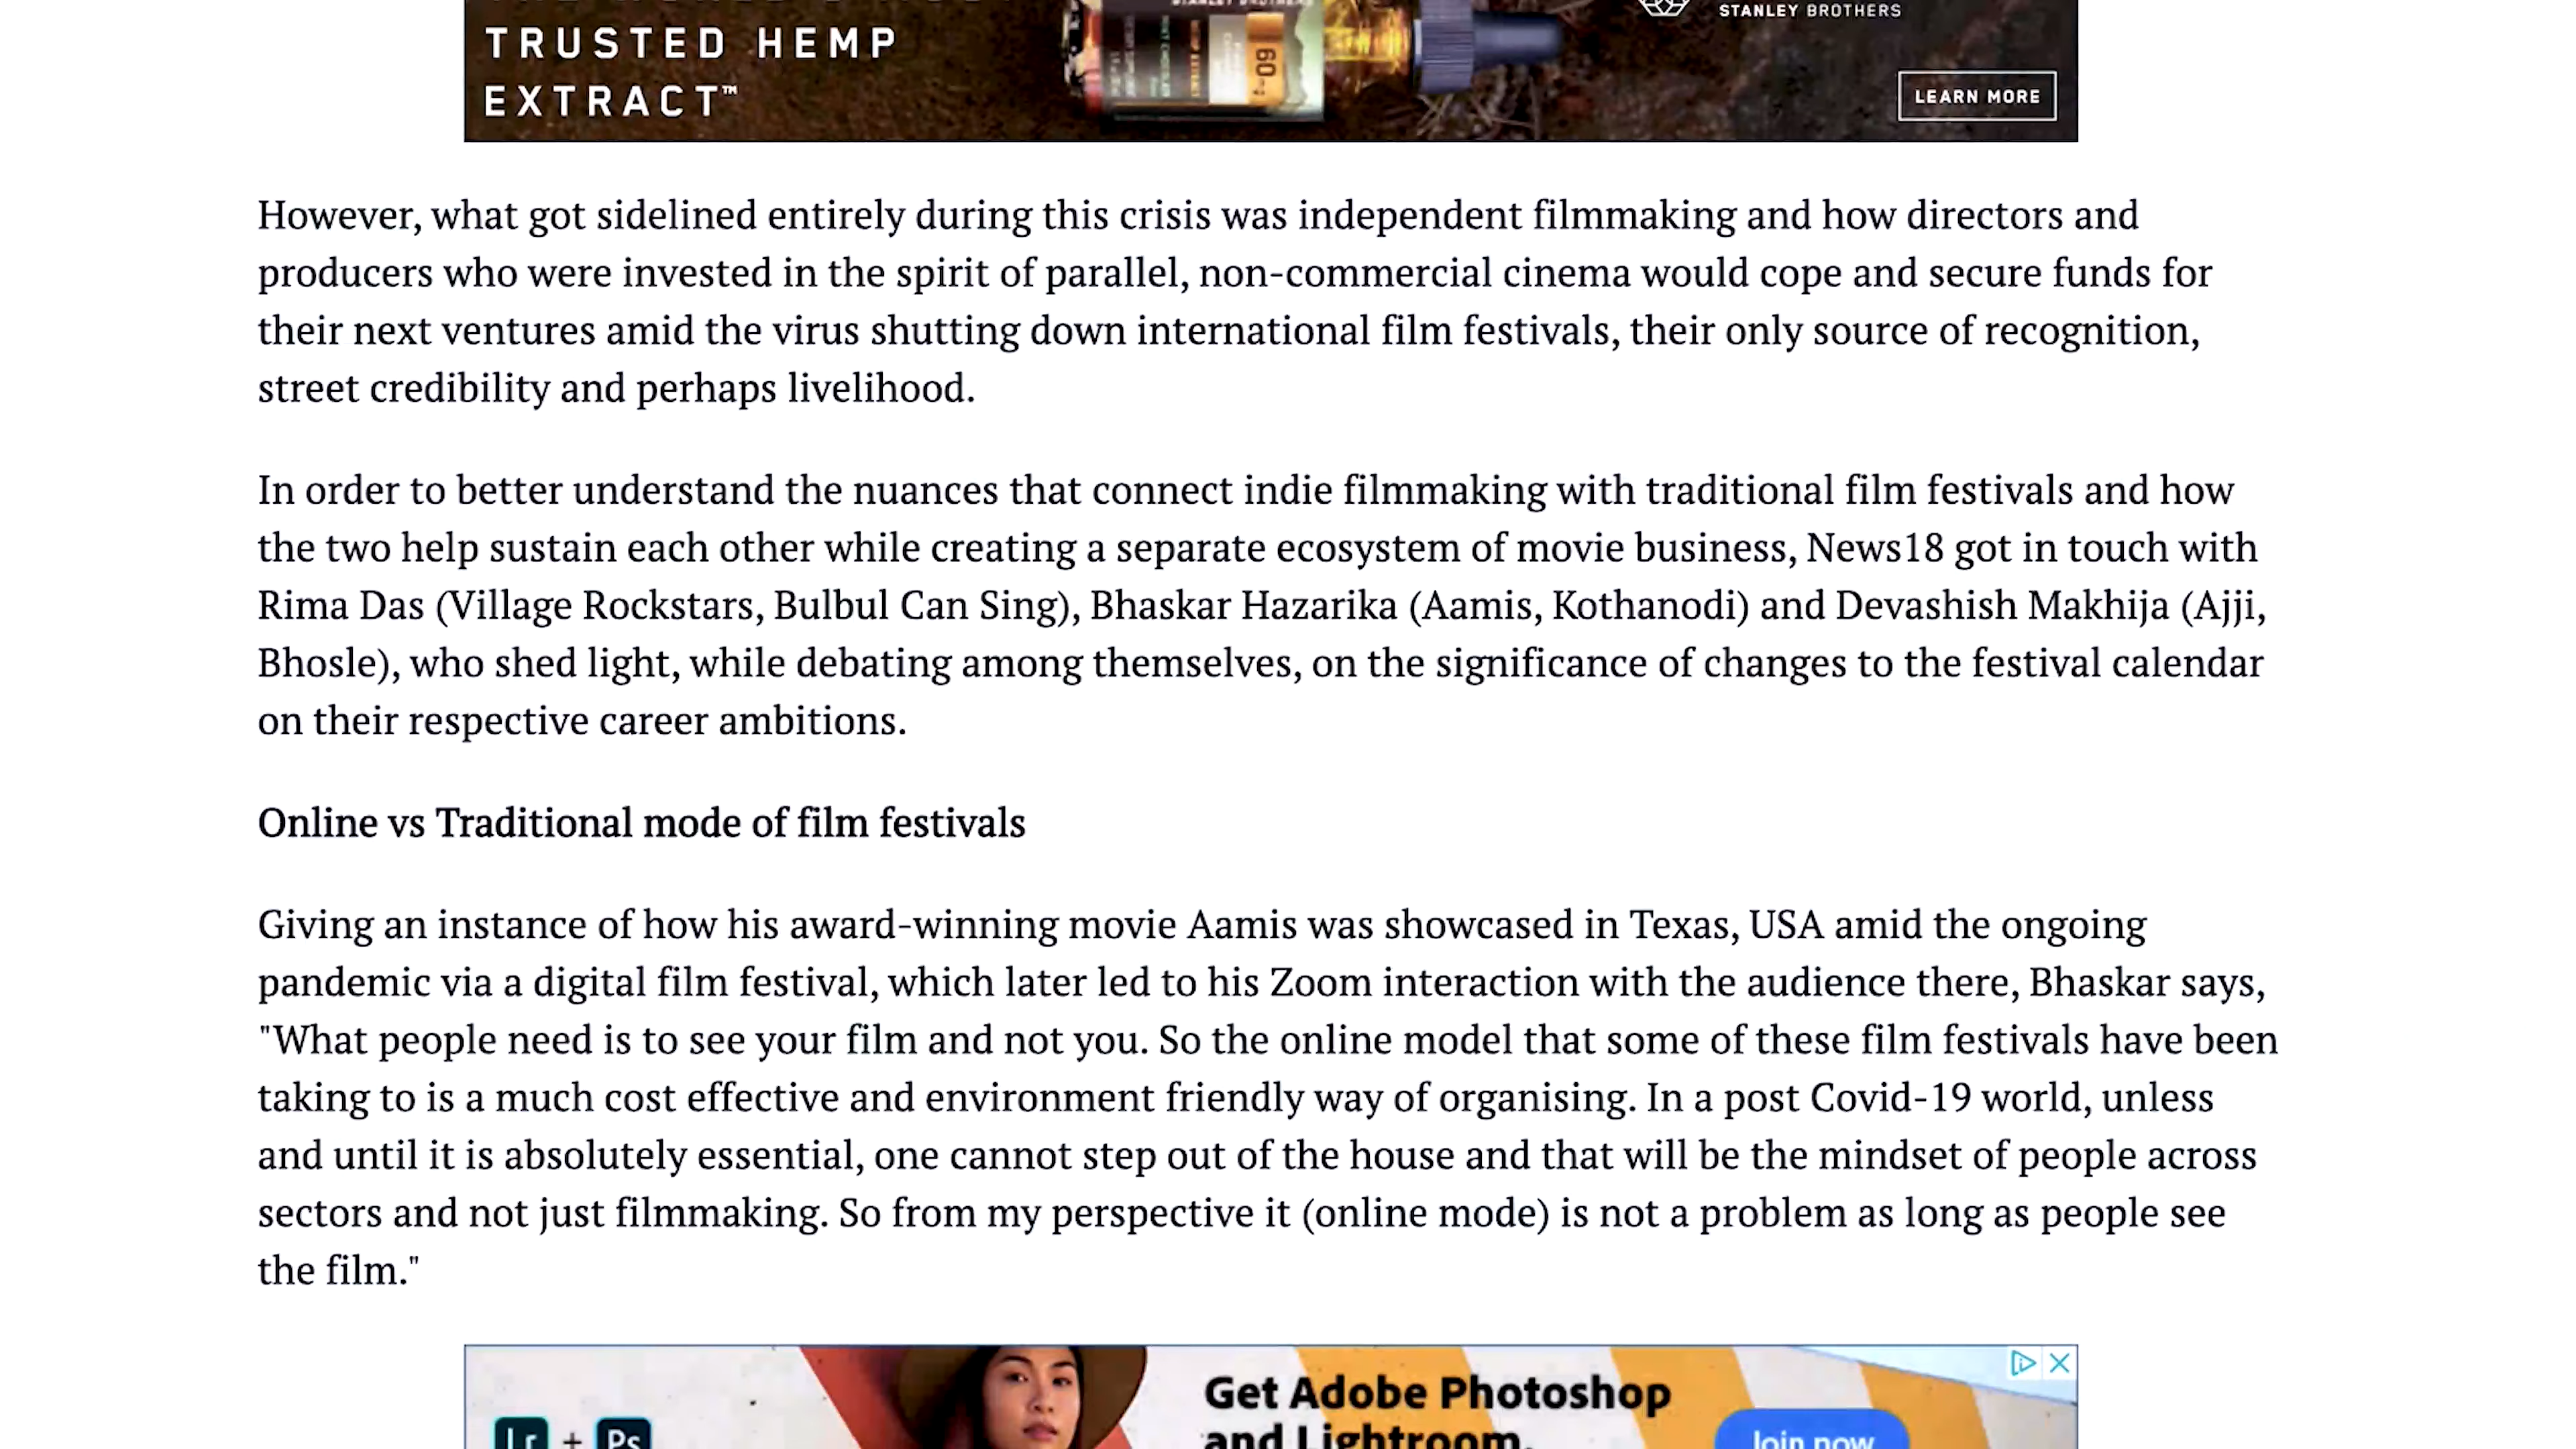 TRUSTED HEMP
EXTRACT™
STANLEY BROTHERS
LEARN MORE
However, what got sidelined entirely during this crisis was independent filmmaking and how directors and
producers who were invested in the spirit of parallel, non-commercial cinema would cope and secure funds for
their next ventures amid the virus shutting down international film festivals, their only source of recognition,
street credibility and perhaps livelihood.
In order to better understand the nuances that connect indie filmmaking with traditional film festivals and how
the two help sustain each other while creating a separate ecosystem of movie business, News18 got in touch with
Rima Das (Village Rockstars, Bulbul Can Sing), Bhaskar Hazarika (Aamis, Kothanodi) and Devashish Makhija (Ajji,
Bhosle), who shed light, while debating among themselves, on the significance of changes to the festival calendar
on their respective career ambitions.
Online vs Traditional mode of film festivals
Giving an instance of how his award-winning movie Aamis was showcased in Texas, USA amid the ongoing
pandemic via a digital film festival, which later led to his Zoom interaction with the audience there, Bhaskar says,
"What people need is to see your film and not you. So the online model that some of these film festivals have been
taking to is a much cost effective and environment friendly way of organising. In a post Covid-19 world, unless
and until it is absolutely essential, one cannot step out of the house and that will be the mindset of people across
sectors and not just filmmaking. So from my perspective it (online mode) is not a problem as long as people see
the film."
Get Adobe Photoshop
and Lightroom.
Lr + Ps
Join now